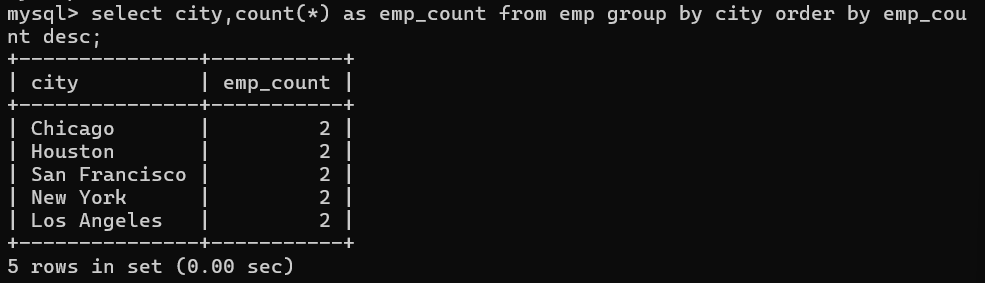 mysql> select city,count(*) as emp_count from emp group by city order by emp_cou
nt desc;
+---------------+-----------+
| city          | emp_count |
+---------------+-----------+
| Chicago       |         2 |
| Houston       |         2 |
| San Francisco |         2 |
| New York      |         2 |
| Los Angeles   |         2 |
+---------------+-----------+
5 rows in set (0.00 sec)